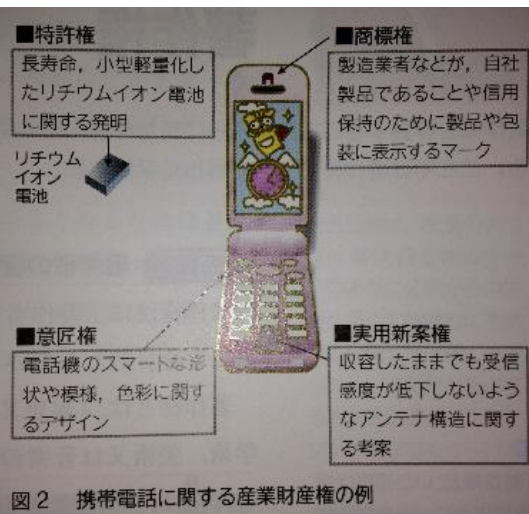 ■特許権
長寿命，小型軽量化し
たリチウムイオン電池
に関する発明
リチウム
イオン
電池
■商標権
製造業者などが，自社
製品であることや信用
保持のために製品や包
装に表示するマーク
■意匠権
電話機のスマートな形
状や模様，色彩に関す
るデザイン
■実用新案権
収容したままでも受信
感度が低下しないよう
なアンテナ構造に関す
る考案
図2 携帯電話に関する産業財産権の例